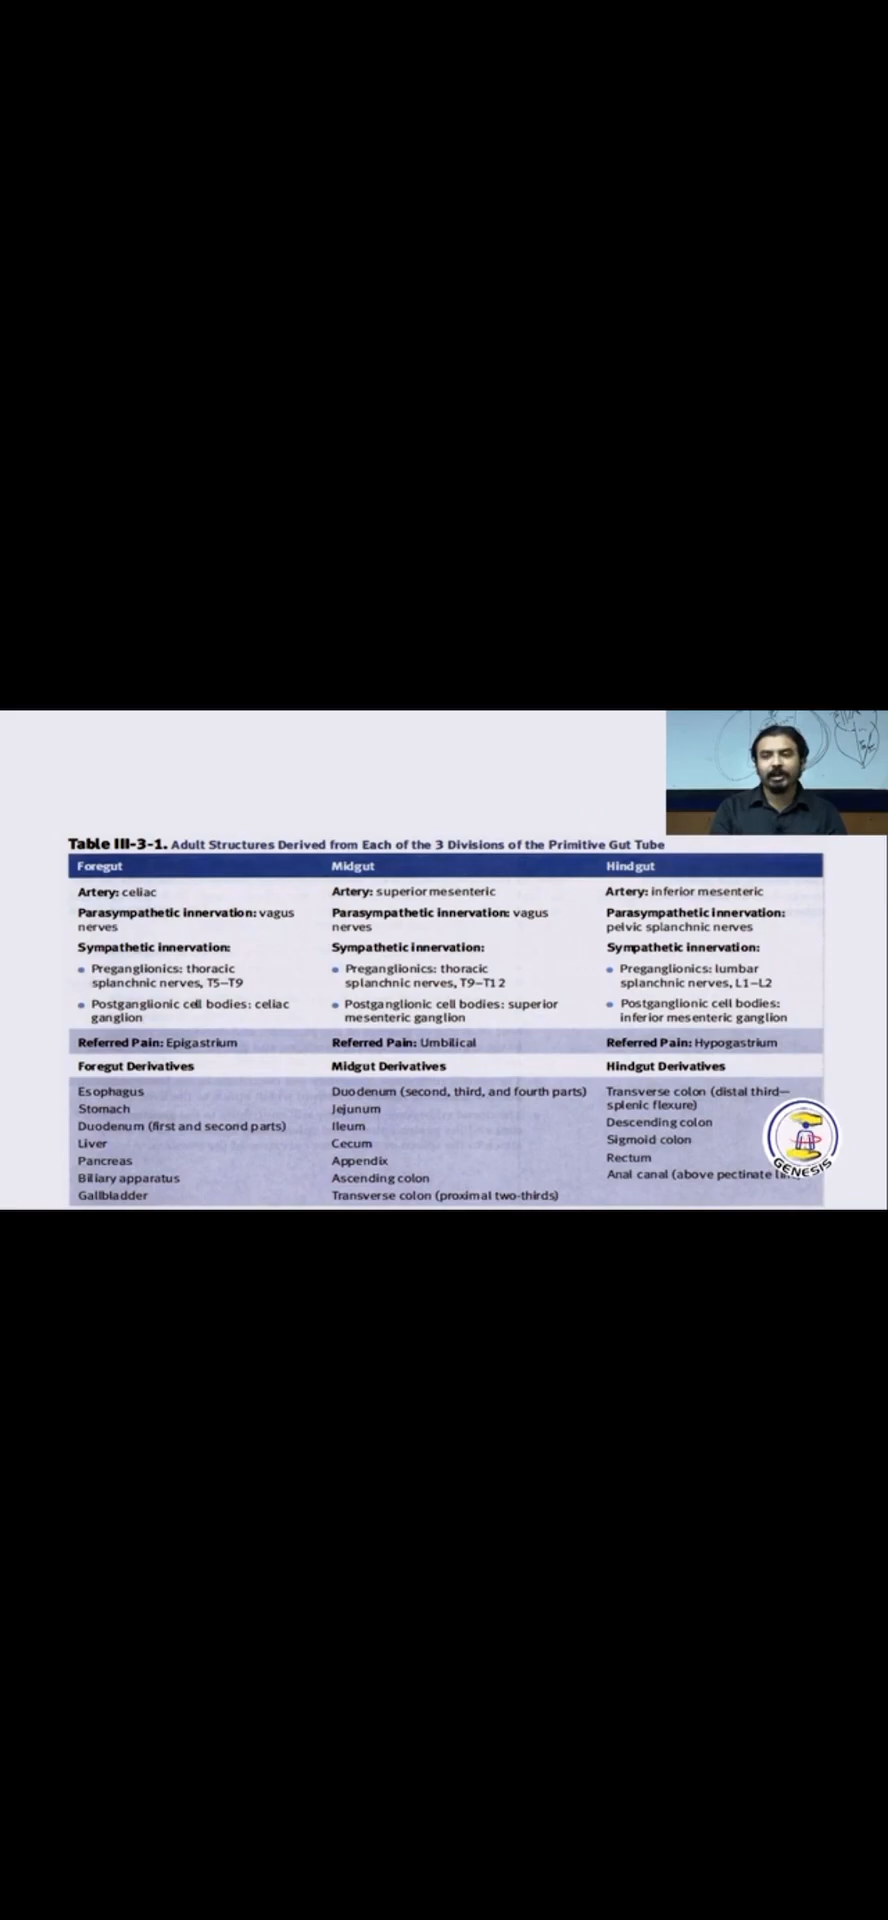 Table III-3-1. Adult Structures Derived from Each of the 3 Divisions of the Primitive Gut Tube
Foregut
Artery: celiac
Parasympathetic innervation: vagus
nerves
Sympathetic innervation:
Preganglionics: thoracic
splanchnic nerves, T5–T9
Postganglionic cell bodies: celiac
ganglion
Referred Pain: Epigastrium
Foregut Derivatives
Esophagus
Stomach
Duodenum (first and second parts)
Liver
Pancreas
Biliary apparatus
Gallbladder
Midgut
Artery: superior mesenteric
Parasympathetic innervation: vagus
nerves
Sympathetic innervation:
Preganglionics: thoracic
splanchnic nerves, T9–T12
Postganglionic cell bodies: superior
mesenteric ganglion
Referred Pain: Umbilical
Midgut Derivatives
Duodenum (second, third, and fourth parts)
Jejunum
Ileum
Cecum
Appendix
Ascending colon
Transverse colon (proximal two-thirds)
Hindgut
Artery: inferior mesenteric
Parasympathetic innervation:
pelvic splanchnic nerves
Sympathetic innervation:
Preganglionics: lumbar
splanchnic nerves, L1–L2
Postganglionic cell bodies:
inferior mesenteric ganglion
Referred Pain: Hypogastrium
Hindgut Derivatives
Transverse colon (distal third—
splenic flexure)
Descending colon
Sigmoid colon
Rectum
Anal canal (above pectinate
GENESIS